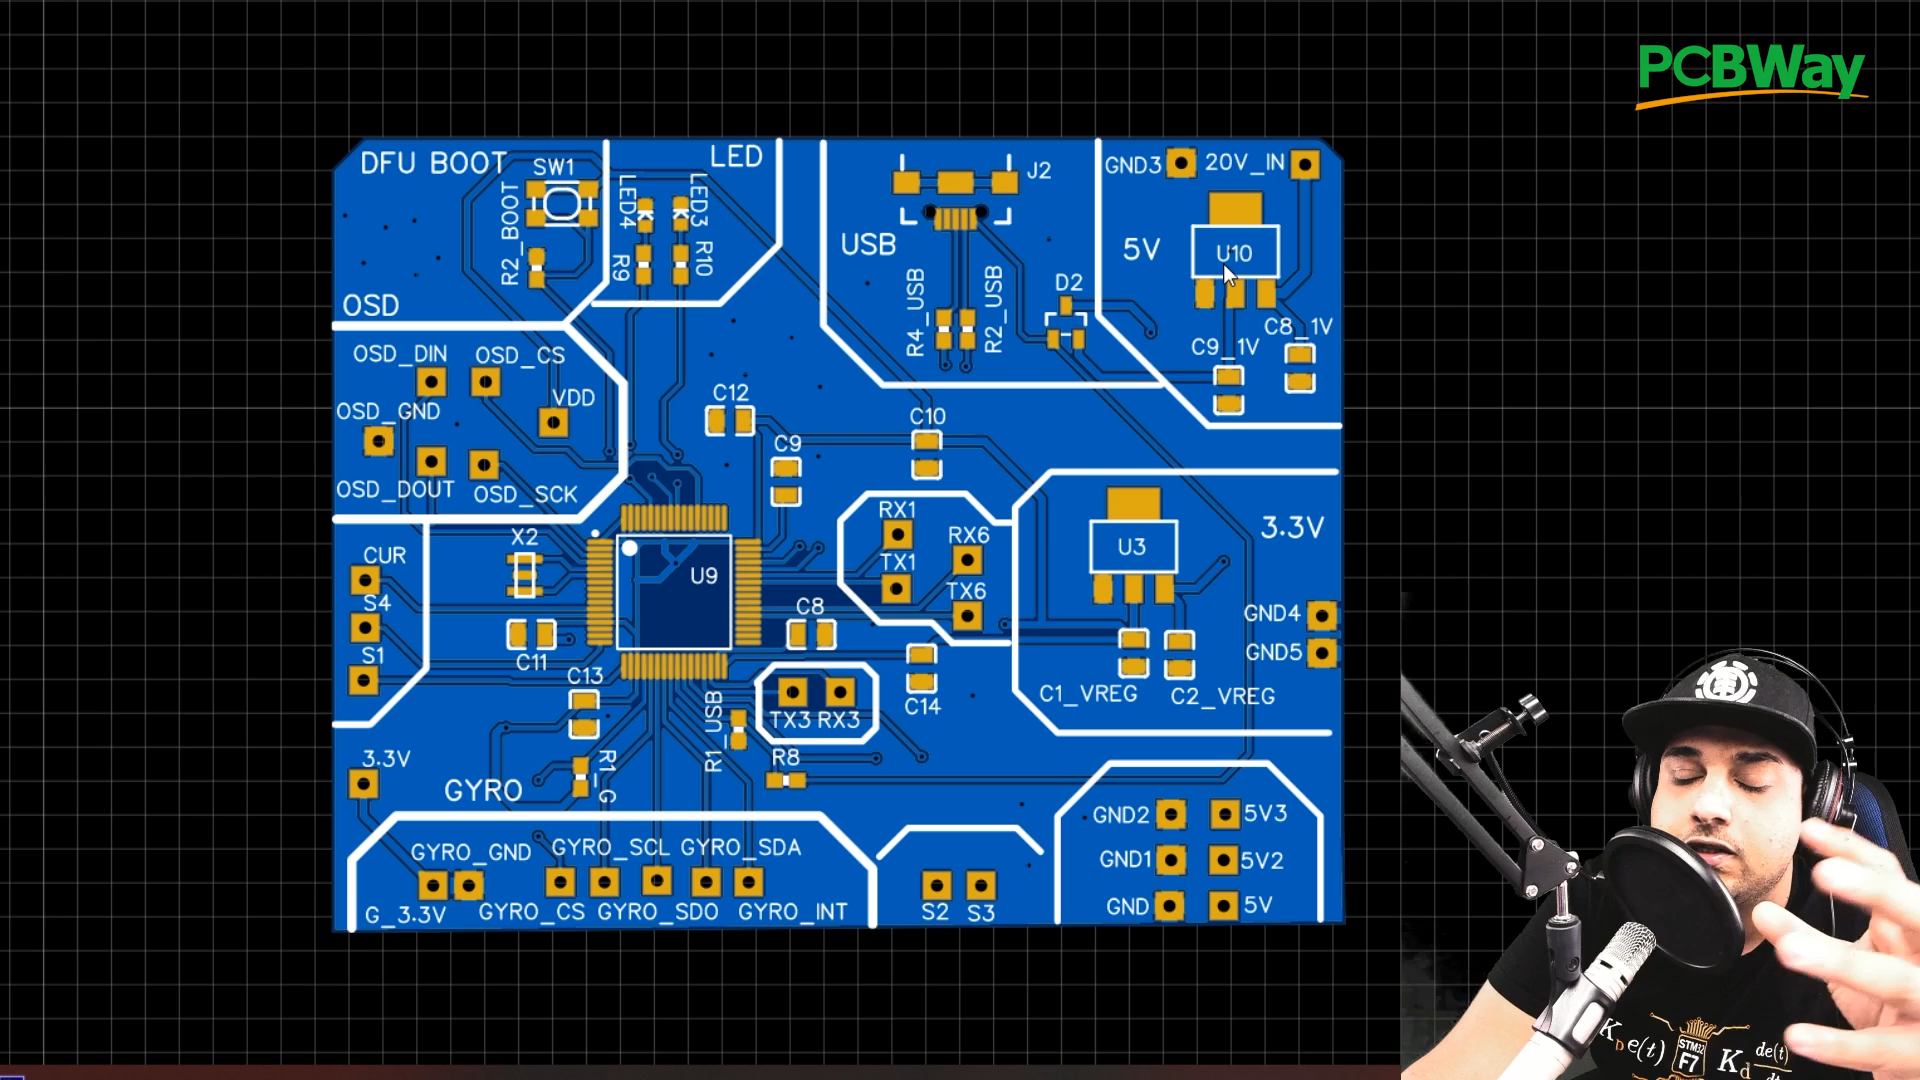 PCBWay
DFU BOOT
SW1
LED
J2
GND3
20V_IN
R2_BOOT
LED4
LED3
R9
R10
USB
5V
U10
OSD
R4_USB
R2_USB
D2
C8_1V
C9_1V
OSD_DIN
OSD_CS
VDD
OSD_GND
OSD_DOUT
OSD_SCK
C12
C10
C9
RX1
RX6
TX1
TX6
3.3V
U3
X2
U9
CUR
S4
S1
C11
C8
C13
GND4
GND5
C1_VREG
C2_VREG
C14
TX3 RX3
R1_USB
R8
3.3V
R1_G
GYRO
GYRO_GND
GYRO_SCL
GYRO_SDA
G_3.3V
GYRO_CS
GYRO_SDO
GYRO_INT
S2
S3
GND2
5V3
GND1
5V2
GND
5V
K
K
STM32
F7